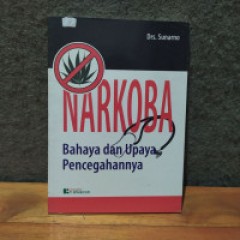 Drs. Sunarno
NARKOBA
Bahaya dan Upaya
Pencegahannya